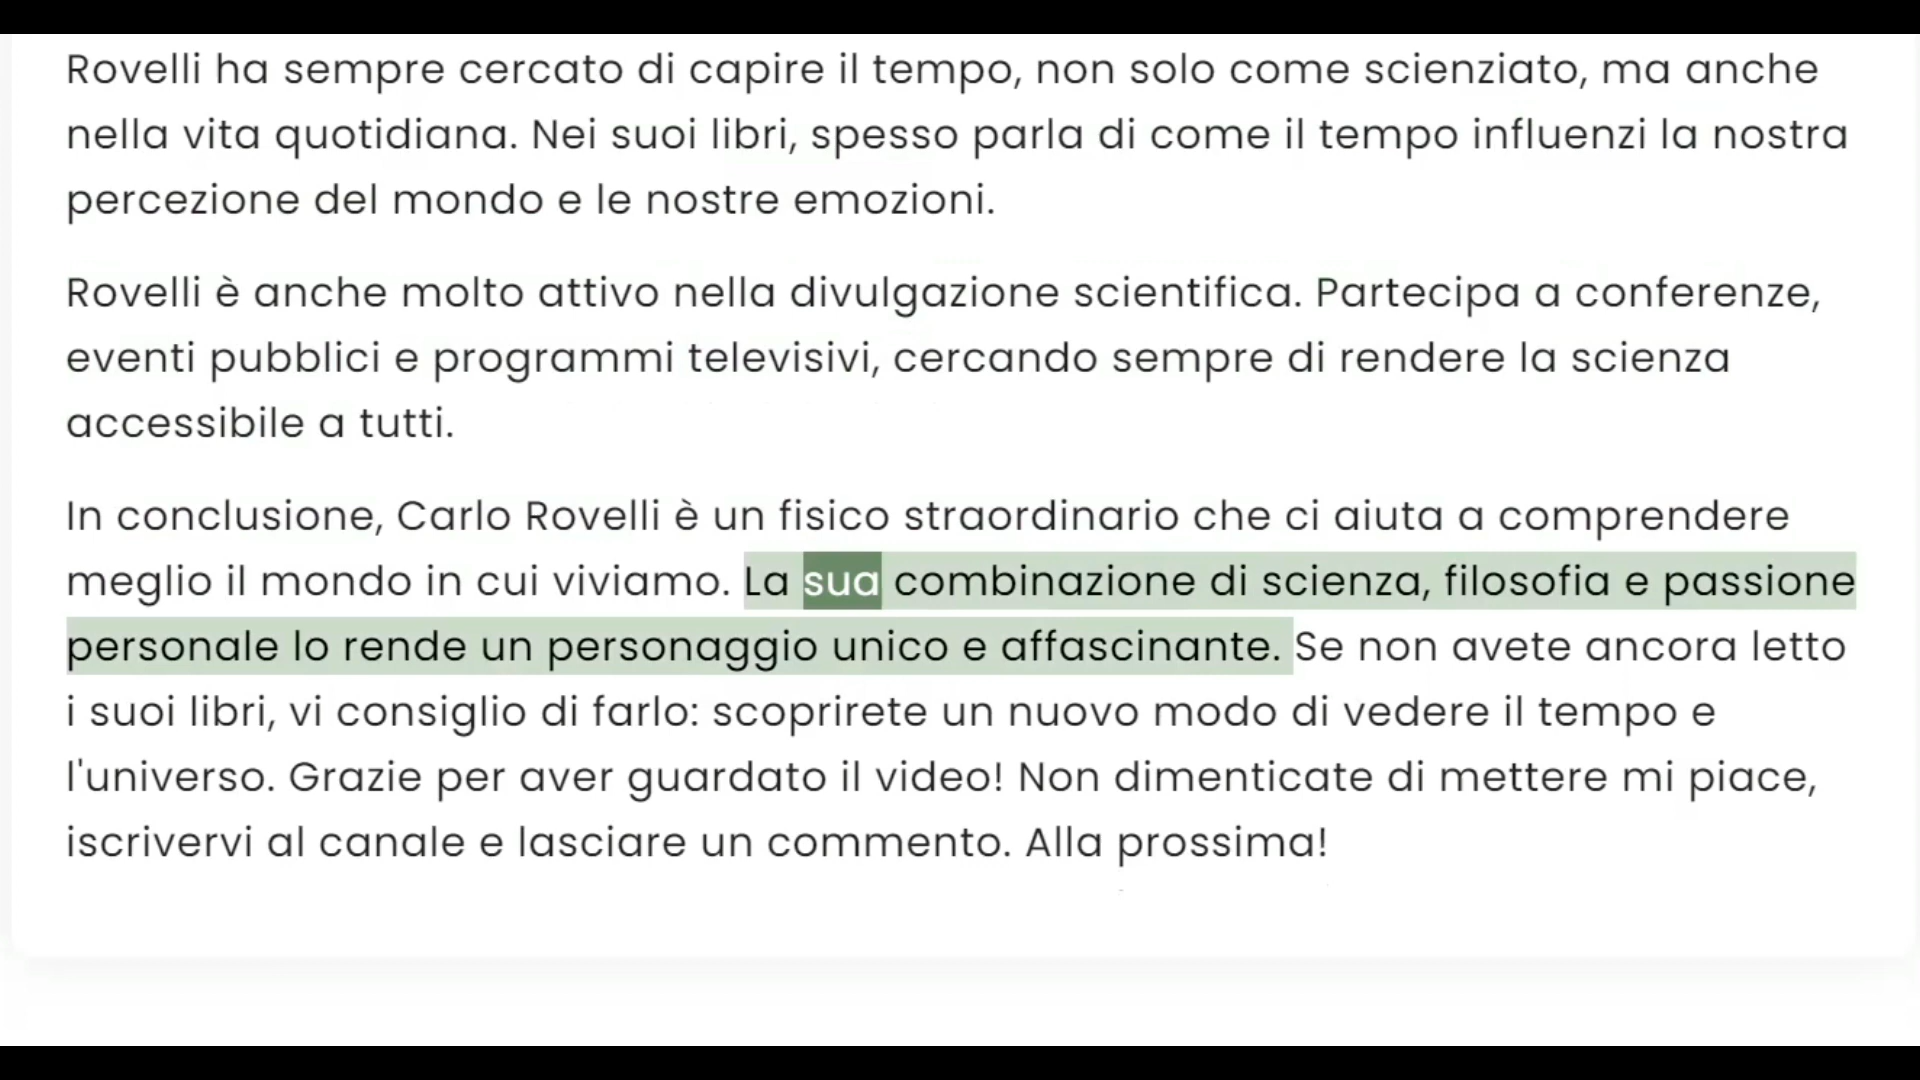 Rovelli ha sempre cercato di capire il tempo, non solo come scienziato, ma anche
nella vita quotidiana. Nei suoi libri, spesso parla di come il tempo influenzi la nostra
percezione del mondo e le nostre emozioni.
Rovelli è anche molto attivo nella divulgazione scientifica. Partecipa a conferenze,
eventi pubblici e programmi televisivi, cercando sempre di rendere la scienza
accessibile a tutti.
In conclusione, Carlo Rovelli è un fisico straordinario che ci aiuta a comprendere
meglio il mondo in cui viviamo. La sua combinazione di scienza, filosofia e passione
personale lo rende un personaggio unico e affascinante. Se non avete ancora letto
i suoi libri, vi consiglio di farlo: scoprirete un nuovo modo di vedere il tempo e
l'universo. Grazie per aver guardato il video! Non dimenticate di mettere mi piace,
iscrivervi al canale e lasciare un commento. Alla prossima!